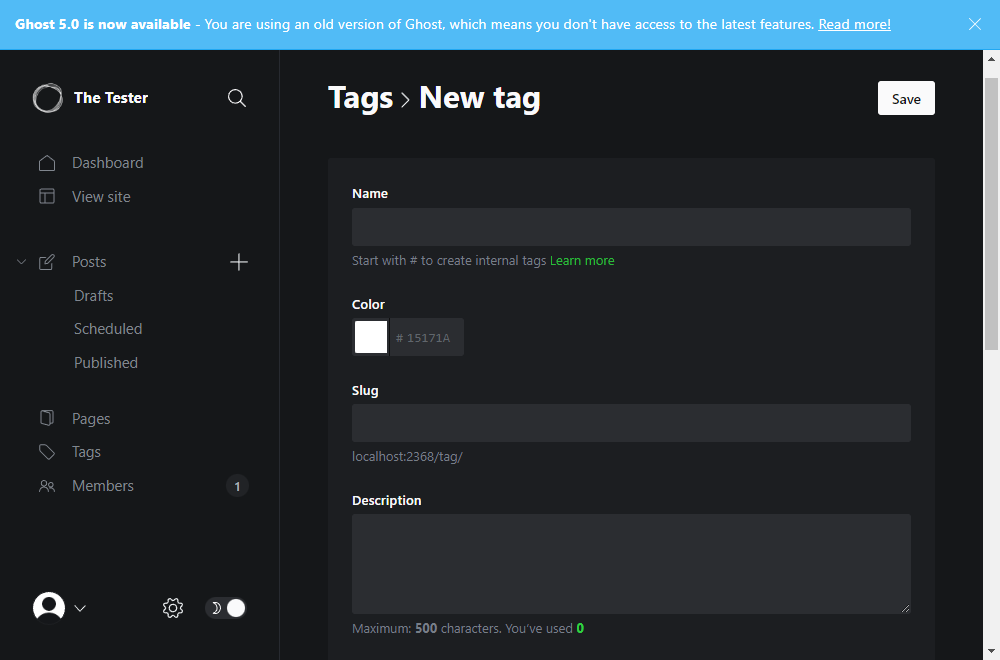 Ghost 5.0 is now available - You are using an old version of Ghost, which means you don't have access to the latest features. Read more!
The Tester
Dashboard
View site
Posts
Drafts
Scheduled
Published
Pages
Tags
Members
1
Tags > New tag
Save
Name
Start with # to create internal tags Learn more
Color
# 15171A
Slug
localhost:2368/tag/
Description
Maximum: 500 characters. You've used 0